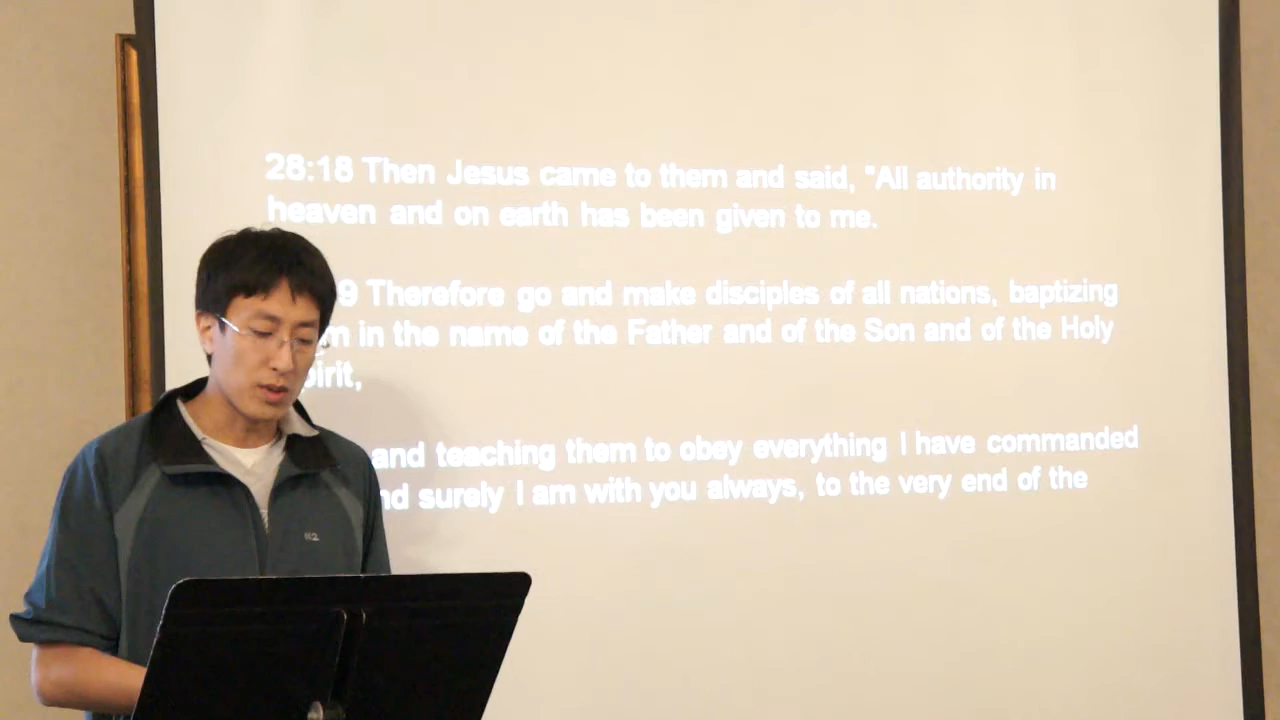 28:18 Then Jesus came to them and said, "All authority in
heaven and on earth has been given to me.
9 Therefore go and make disciples of all nations, baptizing
m in the name of the Father and of the Son and of the Holy
pirit,
and teaching them to obey everything I have commanded
nd surely I am with you always, to the very end of the